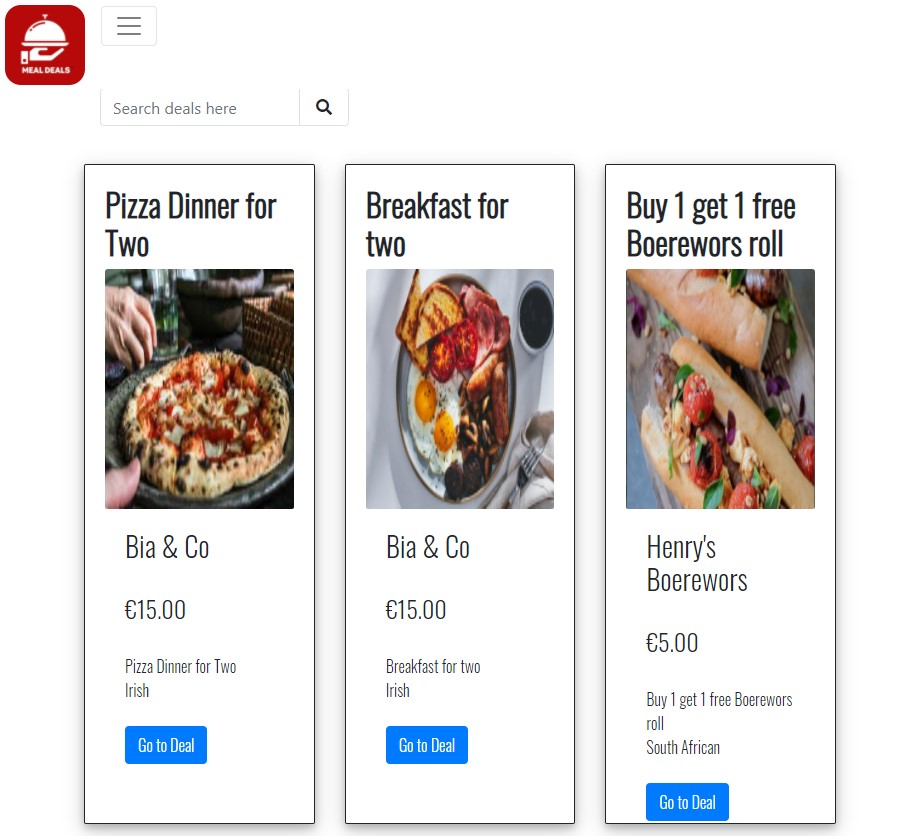 MEAL DEALS
Search deals here
Pizza Dinner for
Two
Bia & Co
€15.00
Pizza Dinner for Two
Irish
Go to Deal
Breakfast for
two
Bia & Co
€15.00
Breakfast for two
Irish
Go to Deal
Buy 1 get 1 free
Boerewors roll
Henry's
Boerewors
€5.00
Buy 1 get 1 free Boerewors
roll
South African
Go to Deal